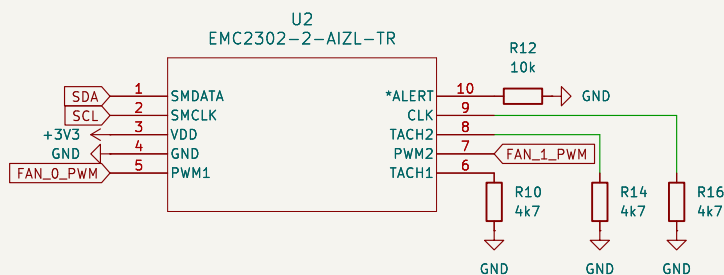 U2
EMC2302-2-AIZL-TR
R12
10k
SDA 1 SMDATA *ALERT 10 GND
SCL 2 SMCLK CLK 9
+3V3 3 VDD TACH2 8
GND 4 GND PWM2 7 FAN_1_PWM
FAN_0_PWM 5 PWM1 TACH1 6
R10 R14 R16
4k7 4k7 4k7
GND GND GND